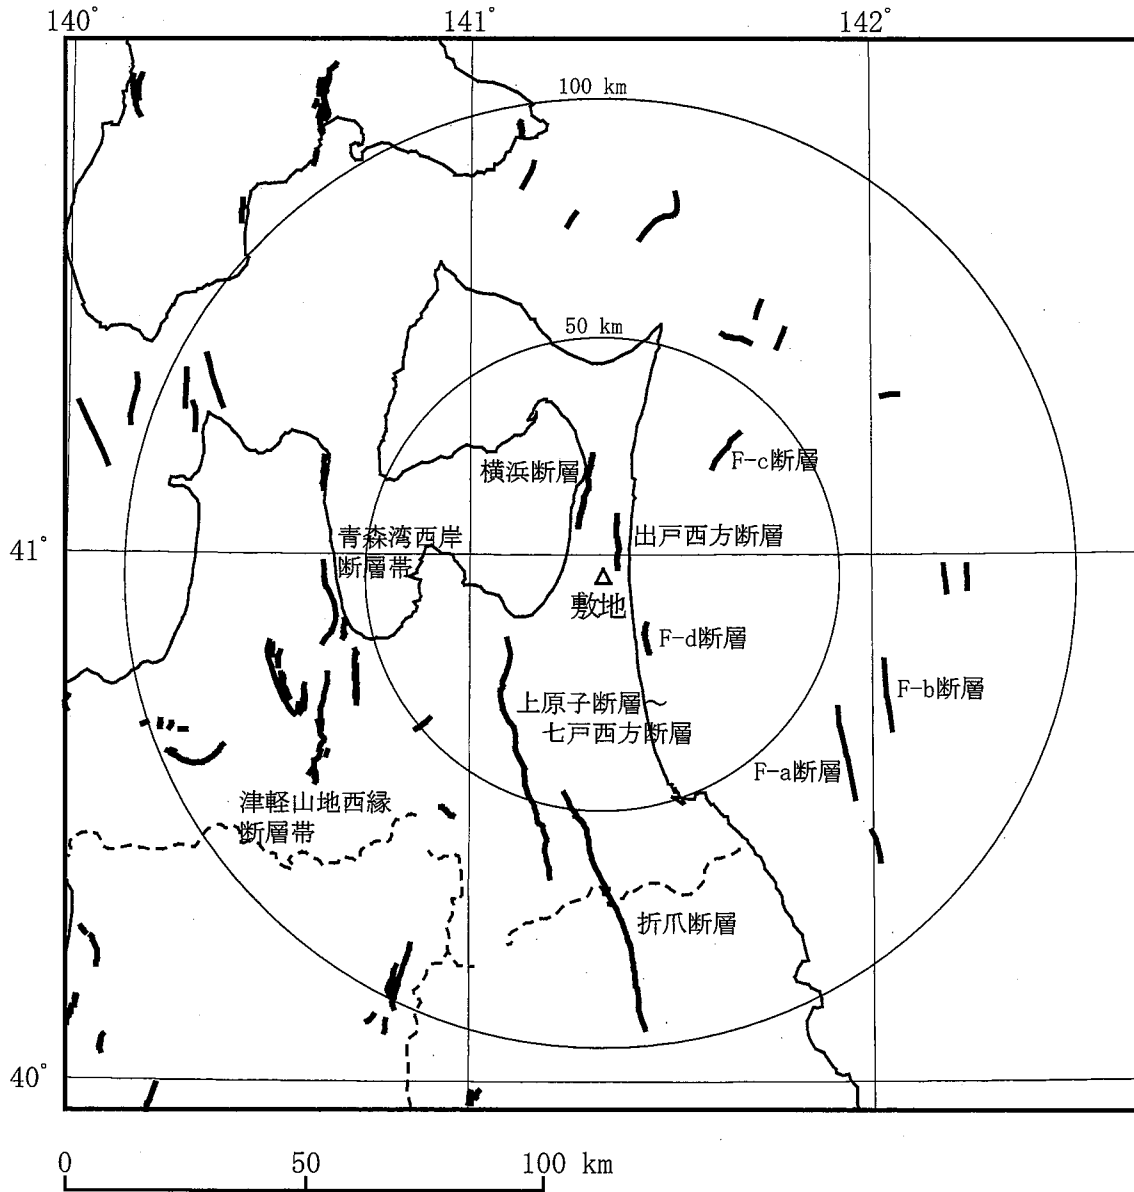 140°
141°
142°
100 km
50 km
横浜断層
F-c断層
青森湾西岸
断層帯
出戸西方断層
41°
敷地
F-d断層
F-b断層
上原子断層～
七戸西方断層
F-a断層
津軽山地西縁
断層帯
折爪断層
40°
0 50 100 km